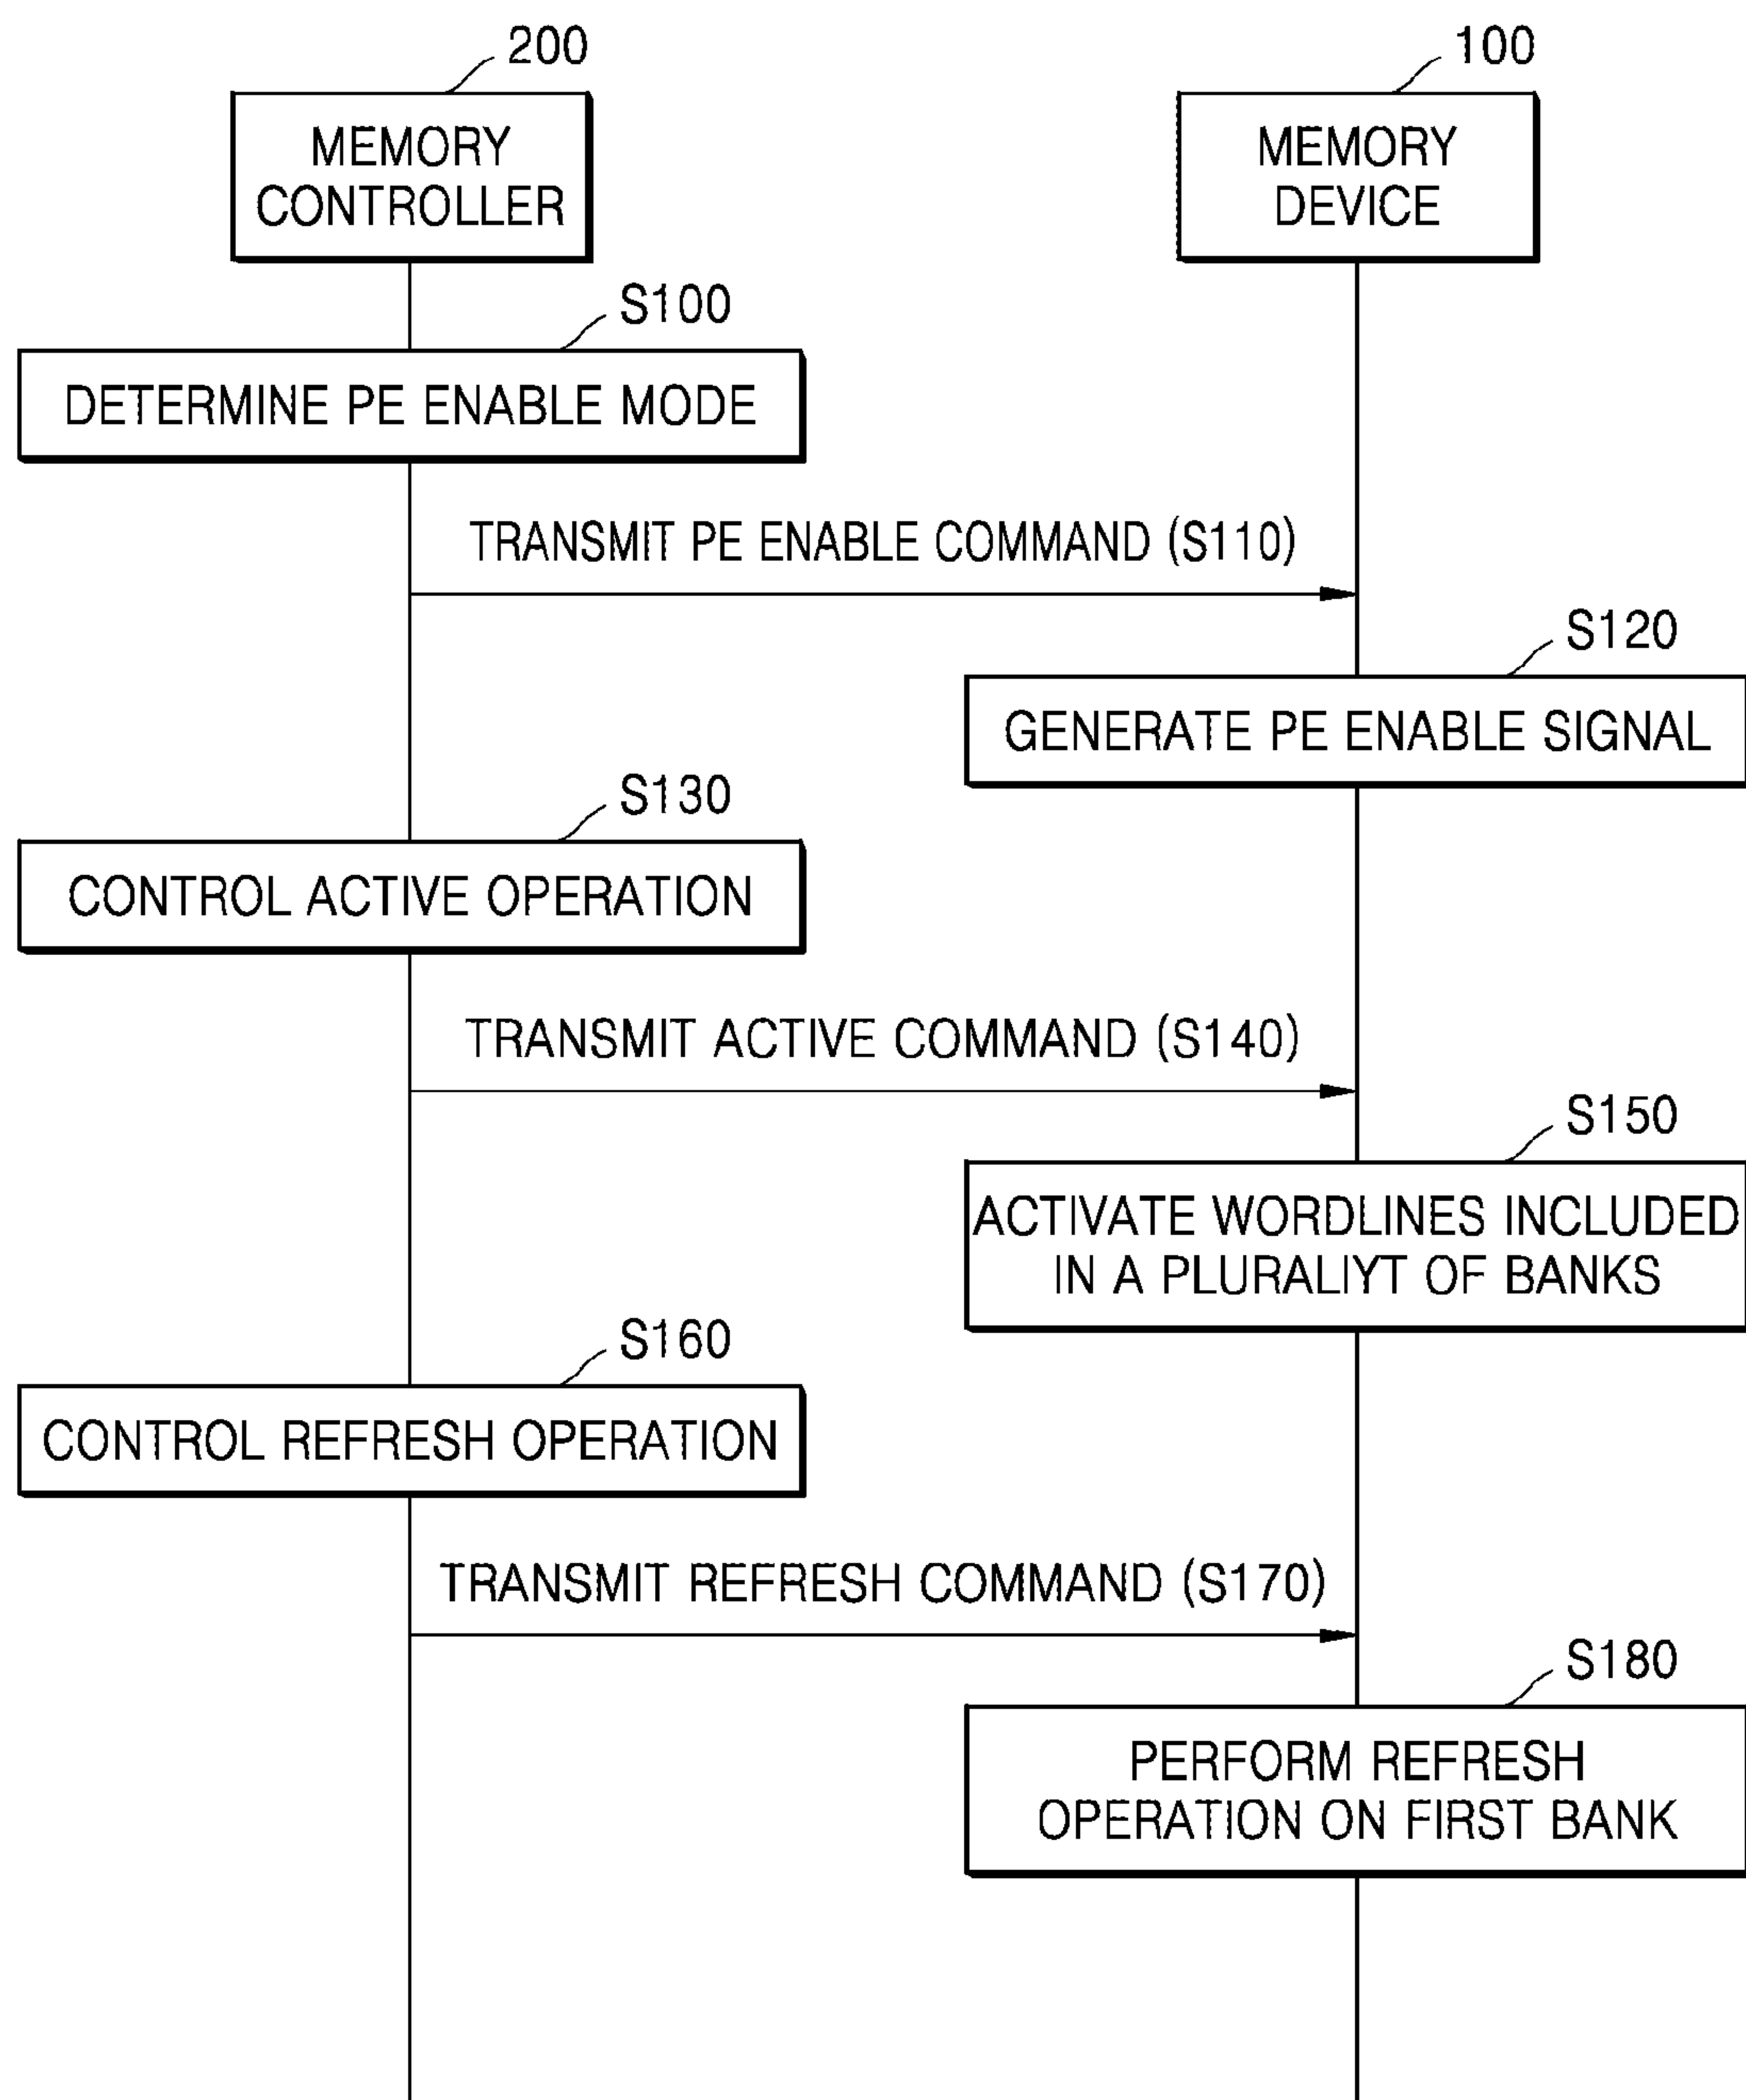 200
100
MEMORY
CONTROLLER
MEMORY
DEVICE
S100
DETERMINE PE ENABLE MODE
TRANSMIT PE ENABLE COMMAND (S110)
S120
GENERATE PE ENABLE SIGNAL
S130
CONTROL ACTIVE OPERATION
TRANSMIT ACTIVE COMMAND (S140)
S150
ACTIVATE WORDLINES INCLUDED
IN A PLURALIYT OF BANKS
S160
CONTROL REFRESH OPERATION
TRANSMIT REFRESH COMMAND (S170)
S180
PERFORM REFRESH
OPERATION ON FIRST BANK